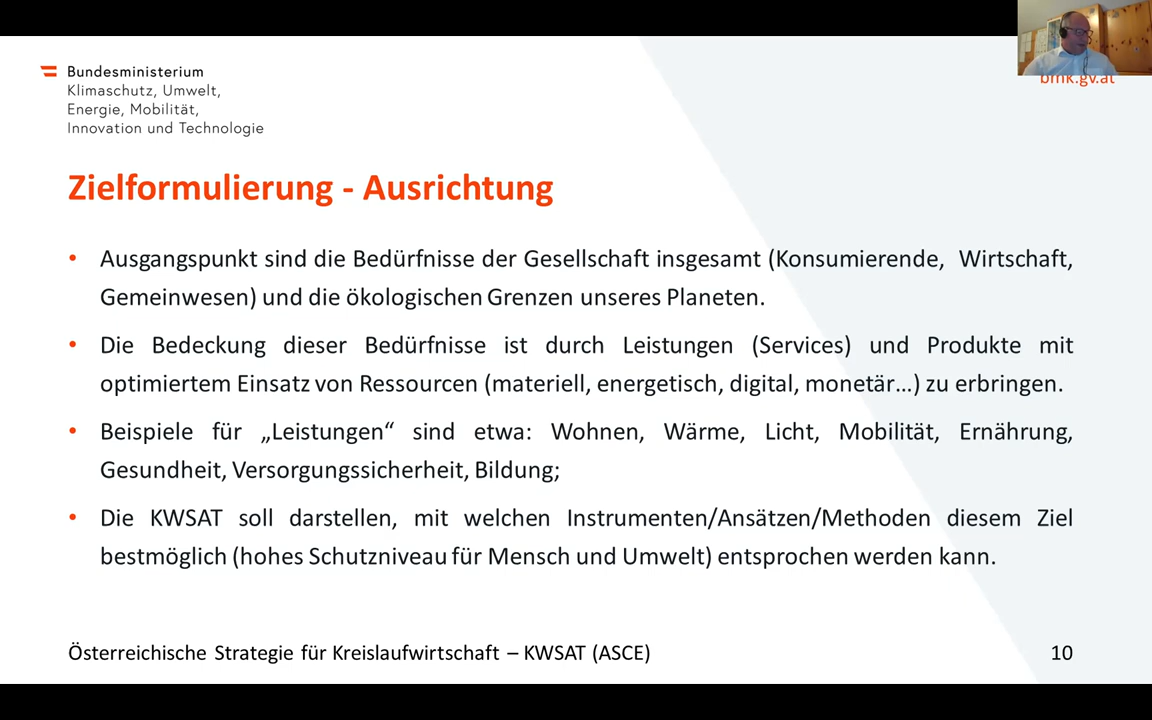 Bundesministerium
Klimaschutz, Umwelt,
Energie, Mobilität,
Innovation und Technologie
bmk.gv.at
Zielformulierung - Ausrichtung
• Ausgangspunkt sind die Bedürfnisse der Gesellschaft insgesamt (Konsumierende, Wirtschaft,
Gemeinwesen) und die ökologischen Grenzen unseres Planeten.
• Die Bedeckung dieser Bedürfnisse ist durch Leistungen (Services) und Produkte mit
optimiertem Einsatz von Ressourcen (materiell, energetisch, digital, monetär…) zu erbringen.
• Beispiele für „Leistungen“ sind etwa: Wohnen, Wärme, Licht, Mobilität, Ernährung,
Gesundheit, Versorgungssicherheit, Bildung;
• Die KWSAT soll darstellen, mit welchen Instrumenten/Ansätzen/Methoden diesem Ziel
bestmöglich (hohes Schutzniveau für Mensch und Umwelt) entsprochen werden kann.
Österreichische Strategie für Kreislaufwirtschaft – KWSAT (ASCE)
10